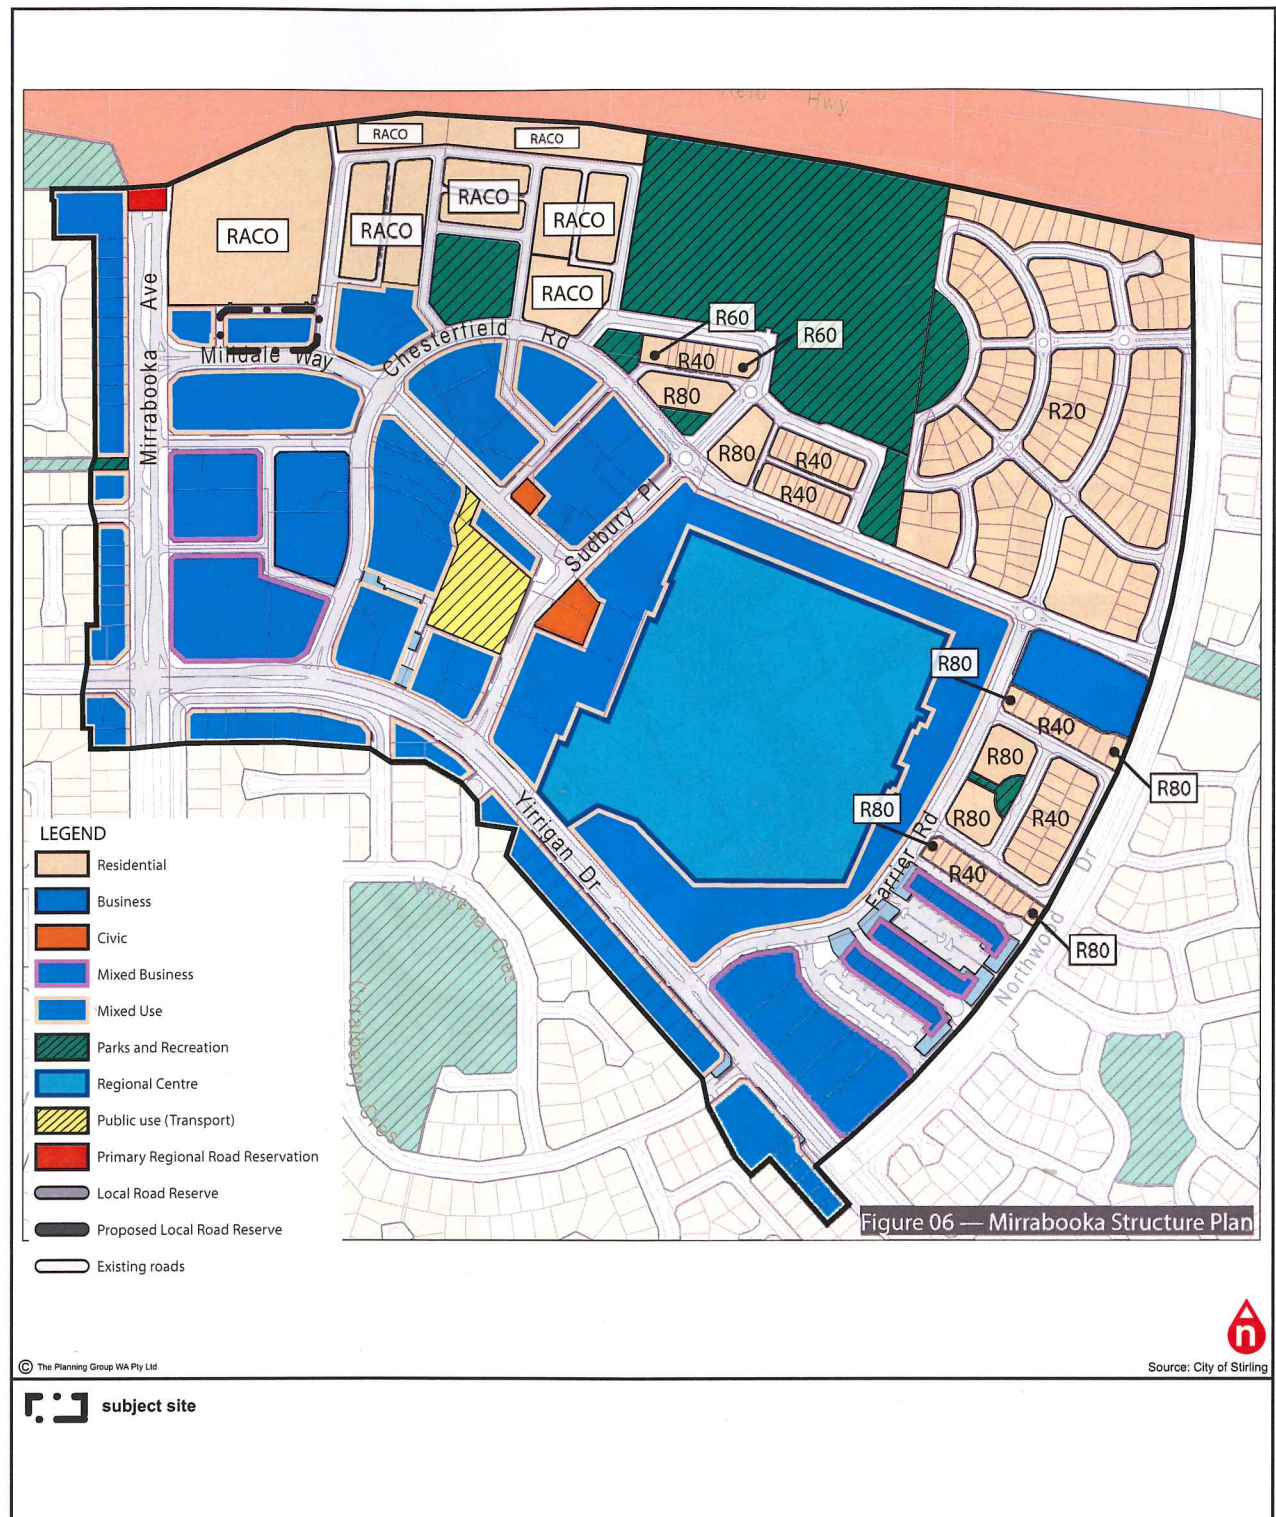 Hwy
RACO
RACO
RACO
RACO
RACO
RACO
RACO
R60
R60
R40
R80
R80
R40
R40
R20
Mirrabooka Ave
Milldale Way
Chesterfield Rd
Sudbury Pl
R80
R40
R80
R80
R80
R80
R40
R40
R80
Farrier Rd
Yirrigan Dr
Northwood Dr
LEGEND
Residential
Business
Civic
Mixed Business
Mixed Use
Parks and Recreation
Regional Centre
Public use (Transport)
Primary Regional Road Reservation
Local Road Reserve
Proposed Local Road Reserve
Existing roads
Figure 06 — Mirrabooka Structure Plan
n
© The Planning Group WA Pty Ltd
Source: City of Stirling
subject site